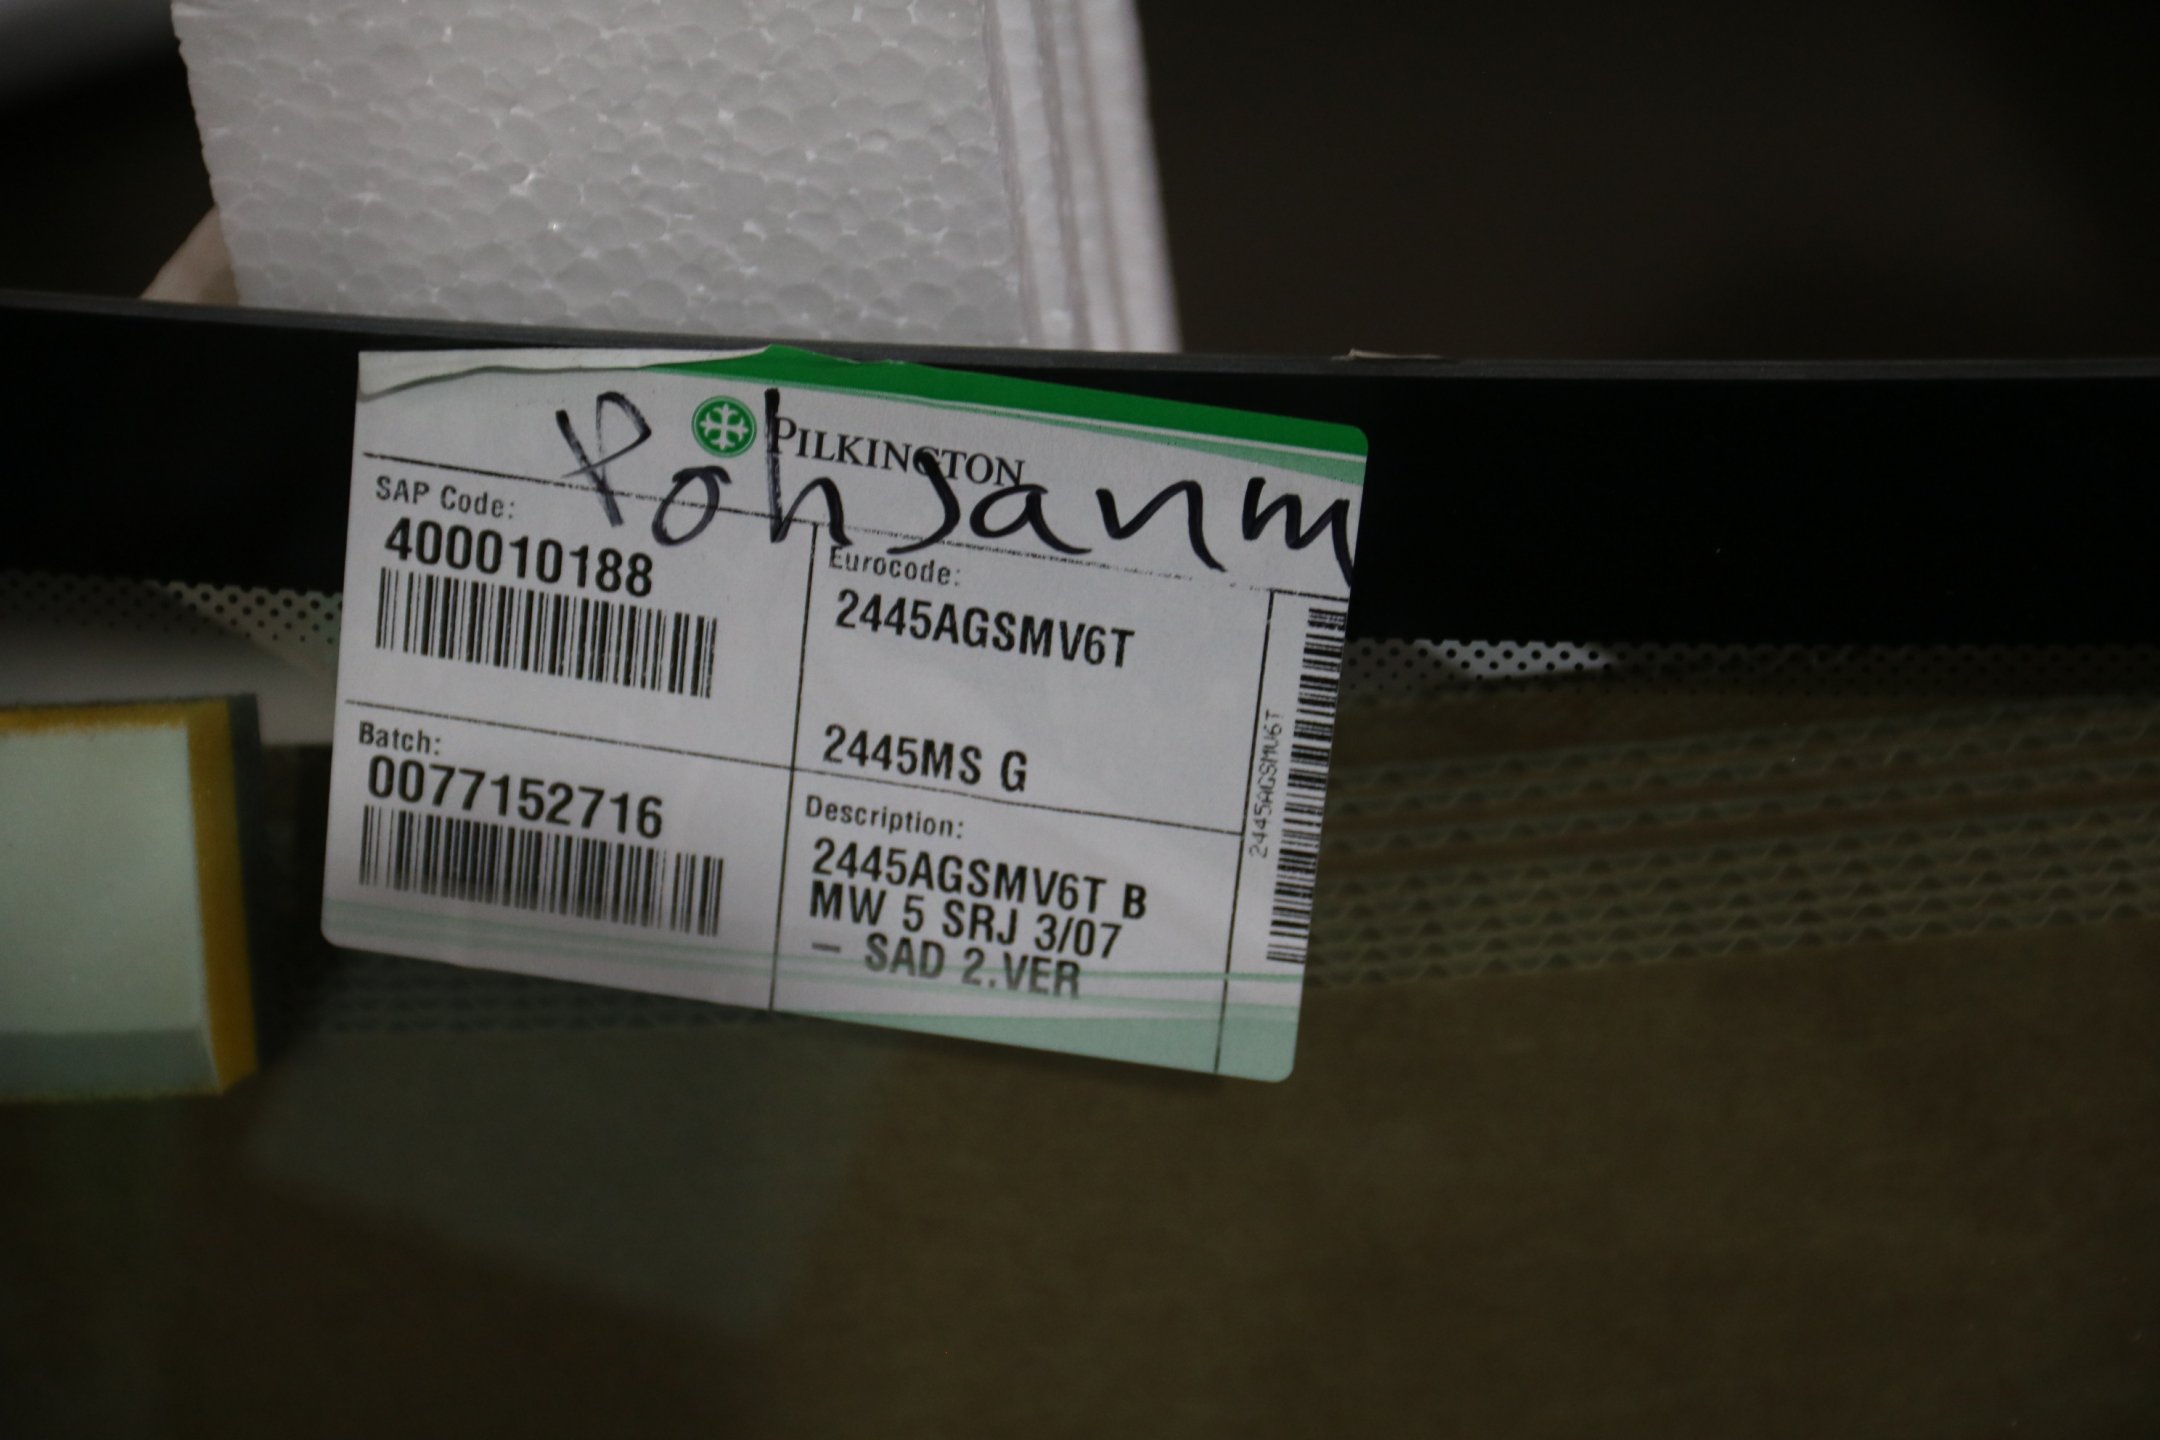 PILKINGTON
Pohjanm
SAP Code:
400010188
Batch:
0077152716
Eurocode:
2445AGSMV6T
2445MS G
Description:
2445AGSMV6T B
MW 5 SRJ 3/07
- SAD 2.VER
2445AGSMV6T